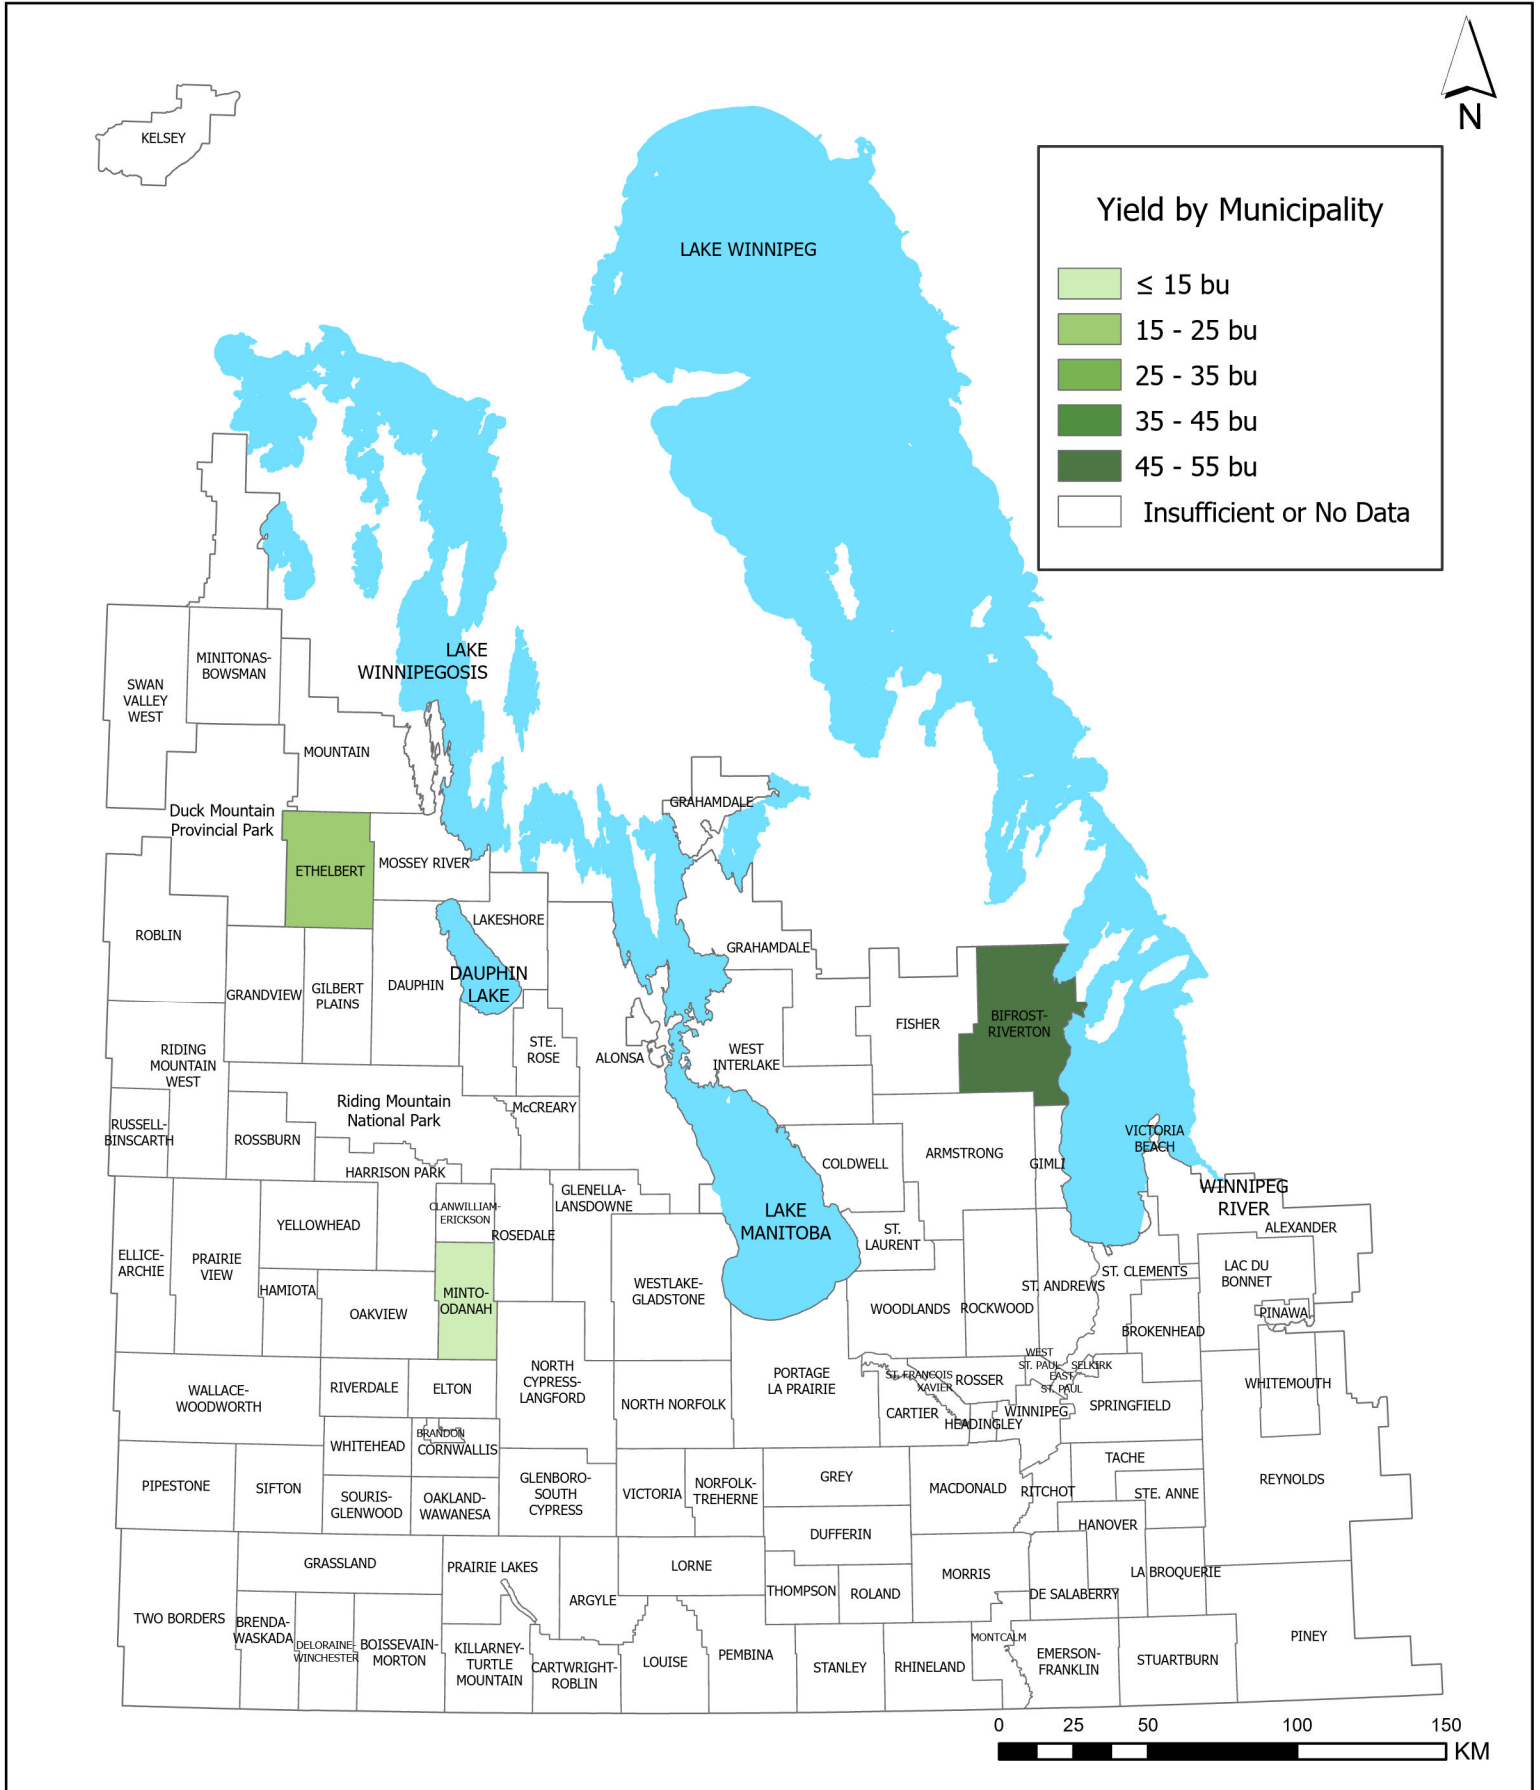 N
KELSEY
Yield by Municipality
≤ 15 bu
15 - 25 bu
25 - 35 bu
35 - 45 bu
45 - 55 bu
Insufficient or No Data
LAKE WINNIPEG
LAKE
WINNIPEGOSIS
MINITONAS-
BOWSMAN
SWAN
VALLEY
WEST
MOUNTAIN
GRAHAMDALE
Duck Mountain
Provincial Park
ETHELBERT
MOSSEY RIVER
LAKESHORE
ROBLIN
GRAHAMDALE
DAUPHIN
LAKE
DAUPHIN
GRANDVIEW
GILBERT
PLAINS
FISHER
BIFROST-
RIVERTON
STE.
ROSE
ALONSA
WEST
INTERLAKE
RIDING
MOUNTAIN
WEST
Riding Mountain
National Park
McCREARY
RUSSELL-
BINSCARTH
ROSSBURN
VICTORIA
BEACH
HARRISON PARK
COLDWELL
ARMSTRONG
GIMLI
GLENELLA-
LANSDOWNE
WINNIPEG
RIVER
CLANWILLIAM-
ERICKSON
YELLOWHEAD
ROSEDALE
LAKE
MANITOBA
ST.
LAURENT
ALEXANDER
ELLICE-
ARCHIE
PRAIRIE
VIEW
HAMIOTA
OAKVIEW
MINTO-
ODANAH
WESTLAKE-
GLADSTONE
WOODLANDS
ROCKWOOD
ST. ANDREWS
ST. CLEMENTS
LAC DU
BONNET
PINAWA
BROKENHEAD
WALLACE-
WOODWORTH
RIVERDALE
ELTON
NORTH
CYPRESS-
LANGFORD
NORTH NORFOLK
PORTAGE
LA PRAIRIE
ST. FRANCOIS
XAVIER
ROSSER
WEST
ST. PAUL
SELKIRK
EAST
ST. PAUL
WHITEMOUTH
CARTIER
HEADINGLEY
WINNIPEG
SPRINGFIELD
WHITEHEAD
BRANDON
CORNWALLIS
PIPESTONE
SIFTON
SOURIS-
GLENWOOD
OAKLAND-
WAWANESA
GLENBORO-
SOUTH
CYPRESS
VICTORIA
NORFOLK-
TREHERNE
GREY
MACDONALD
RITCHOT
TACHE
STE. ANNE
REYNOLDS
DUFFERIN
HANOVER
GRASSLAND
PRAIRIE LAKES
LORNE
MORRIS
LA BROQUERIE
ARGYLE
THOMPSON
ROLAND
DE SALABERRY
TWO BORDERS
BRENDA-
WASKADA
DELORAINE-
WINCHESTER
BOISSEVAIN-
MORTON
KILLARNEY-
TURTLE
MOUNTAIN
CARTWRIGHT-
ROBLIN
LOUISE
PEMBINA
STANLEY
RHINELAND
MONTCALM
EMERSON-
FRANKLIN
STUARTBURN
PINEY
0 25 50 100 150
KM